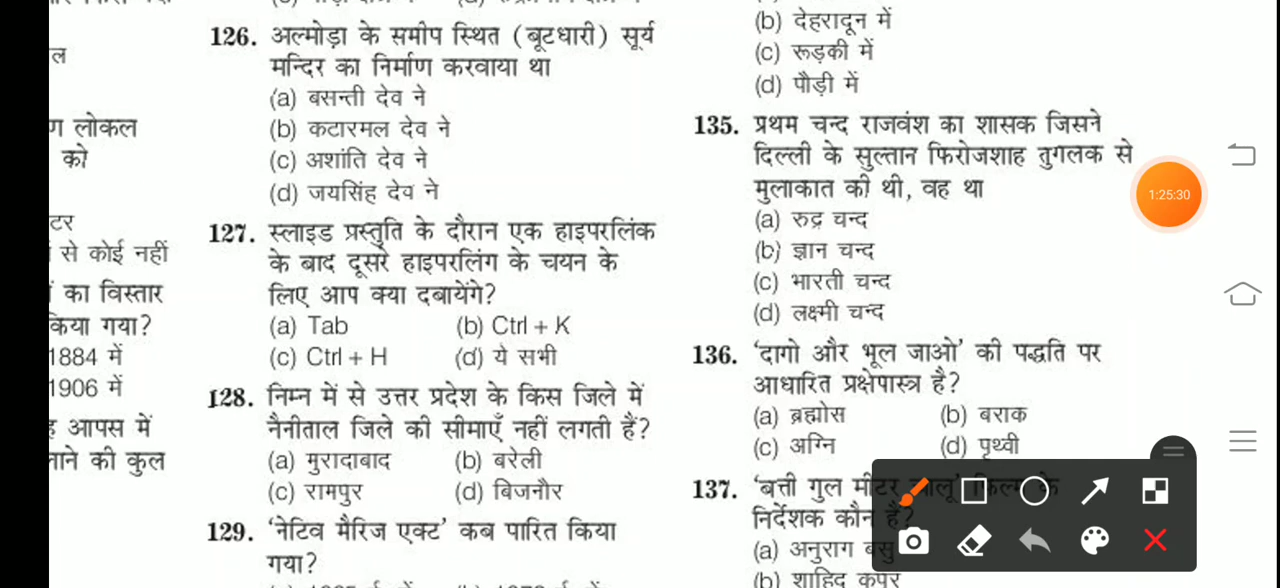 ल
ण लोकल
को
टर
से कोई नहीं
का विस्तार
किया गया?
1884 में
1906 में
ह आपस में
नाने की कुल
126. अल्मोड़ा के समीप स्थित (बूटधारी) सूर्य
मन्दिर का निर्माण करवाया था
(a) बसन्ती देव ने
(b) कटारमल देव ने
(c) अशांति देव ने
(d) जयसिंह देव ने
127. स्लाइड प्रस्तुति के दौरान एक हाइपरलिंक
के बाद दूसरे हाइपरलिंग के चयन के
लिए आप क्या दबायेंगे?
(a) Tab (b) Ctrl + K
(c) Ctrl + H (d) ये सभी
128. निम्न में से उत्तर प्रदेश के किस जिले में
नैनीताल जिले की सीमाएँ नहीं लगती हैं?
(a) मुरादाबाद (b) बरेली
(c) रामपुर (d) बिजनौर
129. ‘नेटिव मैरिज एक्ट’ कब पारित किया
गया?
(b) देहरादून में
(c) रूड़की में
(d) पौड़ी में
135. प्रथम चन्द राजवंश का शासक जिसने
दिल्ली के सुल्तान फिरोजशाह तुगलक से
मुलाकात की थी, वह था
(a) रुद्र चन्द
(b) ज्ञान चन्द
(c) भारती चन्द
(d) लक्ष्मी चन्द
136. ‘दागो और भूल जाओ’ की पद्धति पर
आधारित प्रक्षेपास्त्र है?
(a) ब्रह्मोस (b) बराक
(c) अग्नि (d) पृथ्वी
137. ‘बत्ती गुल मीटर चालू’ फिल्म के
निर्देशक कौन हैं?
(a) अनुराग बसु
(b) शाहिद कपूर
1:25:30